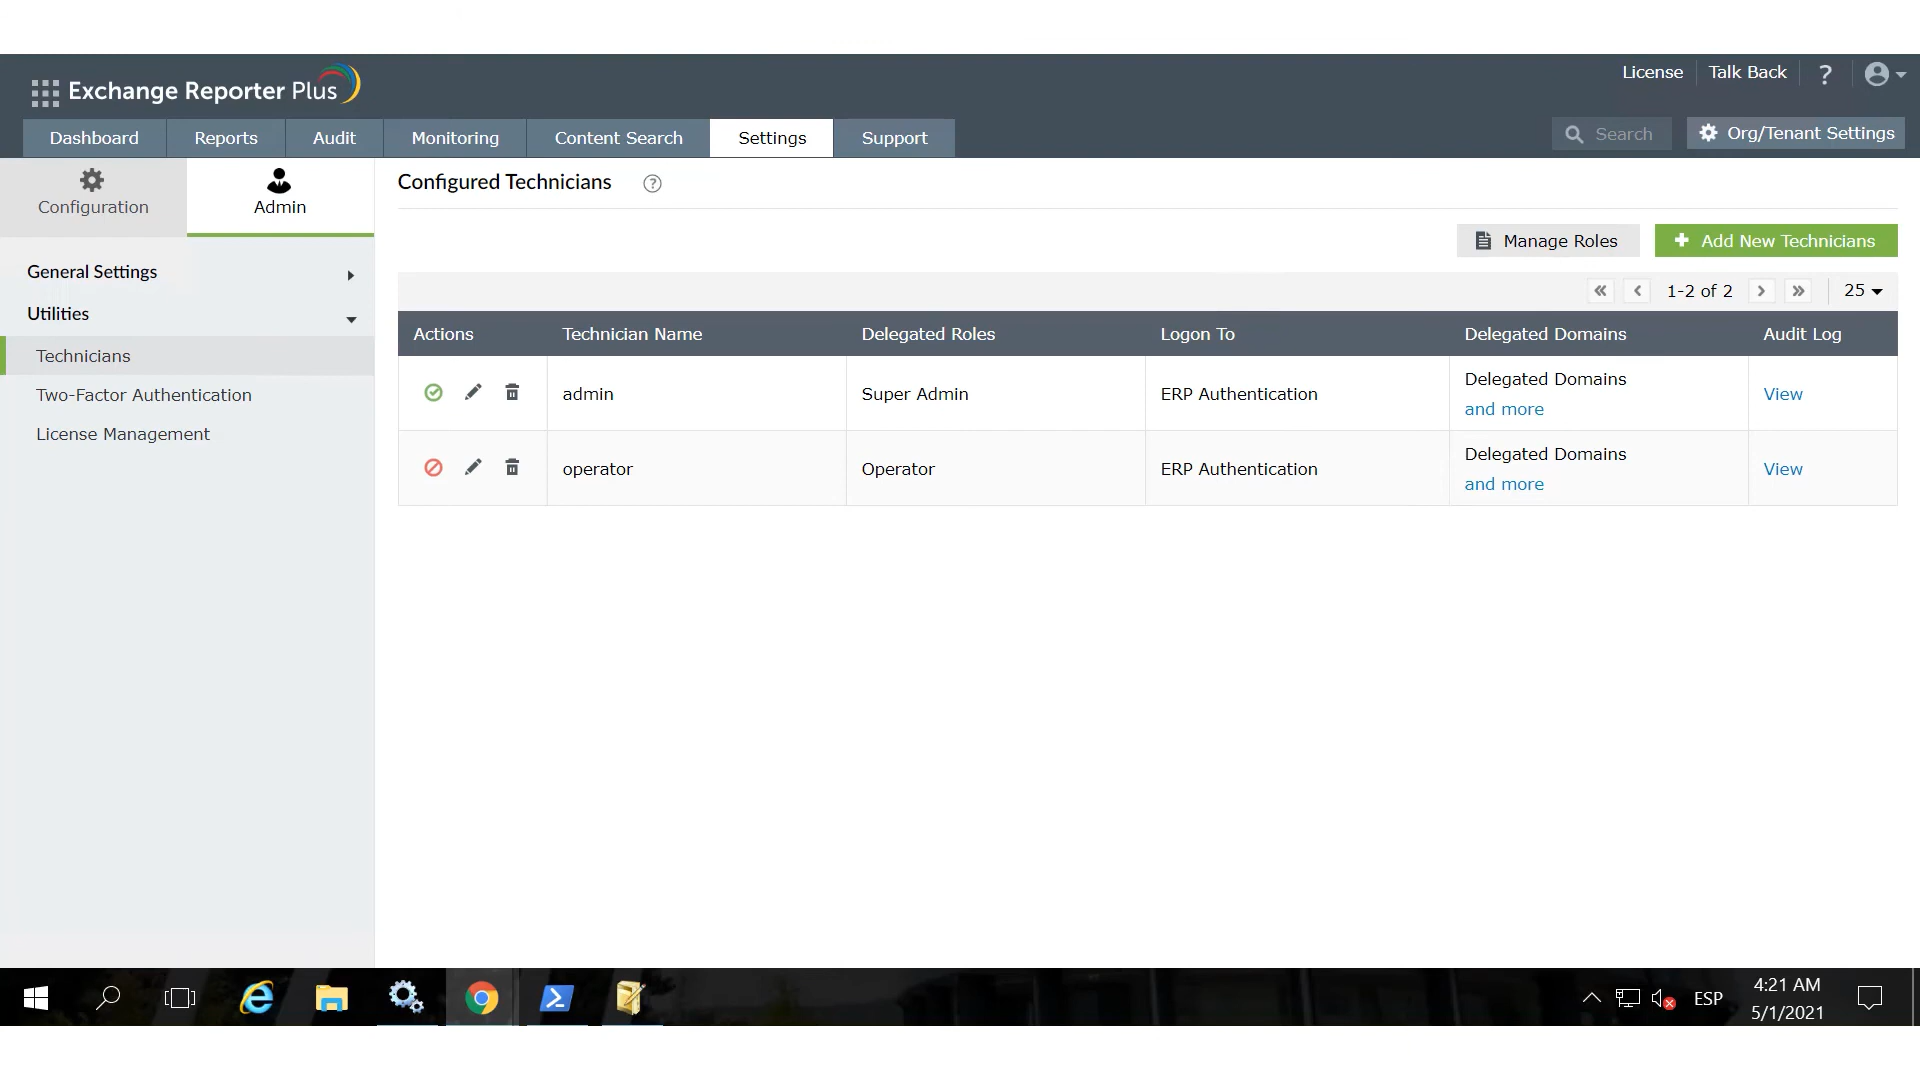 License
Talk Back
?
Exchange Reporter Plus
Dashboard
Reports
Audit
Monitoring
Content Search
Settings
Support
Search
Org/Tenant Settings
Configuration
Admin
Configured Technicians
?
Manage Roles
Add New Technicians
General Settings
Utilities
Technicians
Two-Factor Authentication
License Management
« ‹ 1-2 of 2 › » 25
Actions Technician Name Delegated Roles Logon To Delegated Domains Audit Log
admin Super Admin ERP Authentication Delegated Domains View
and more
operator Operator ERP Authentication Delegated Domains View
and more
ESP
4:21 AM
5/1/2021